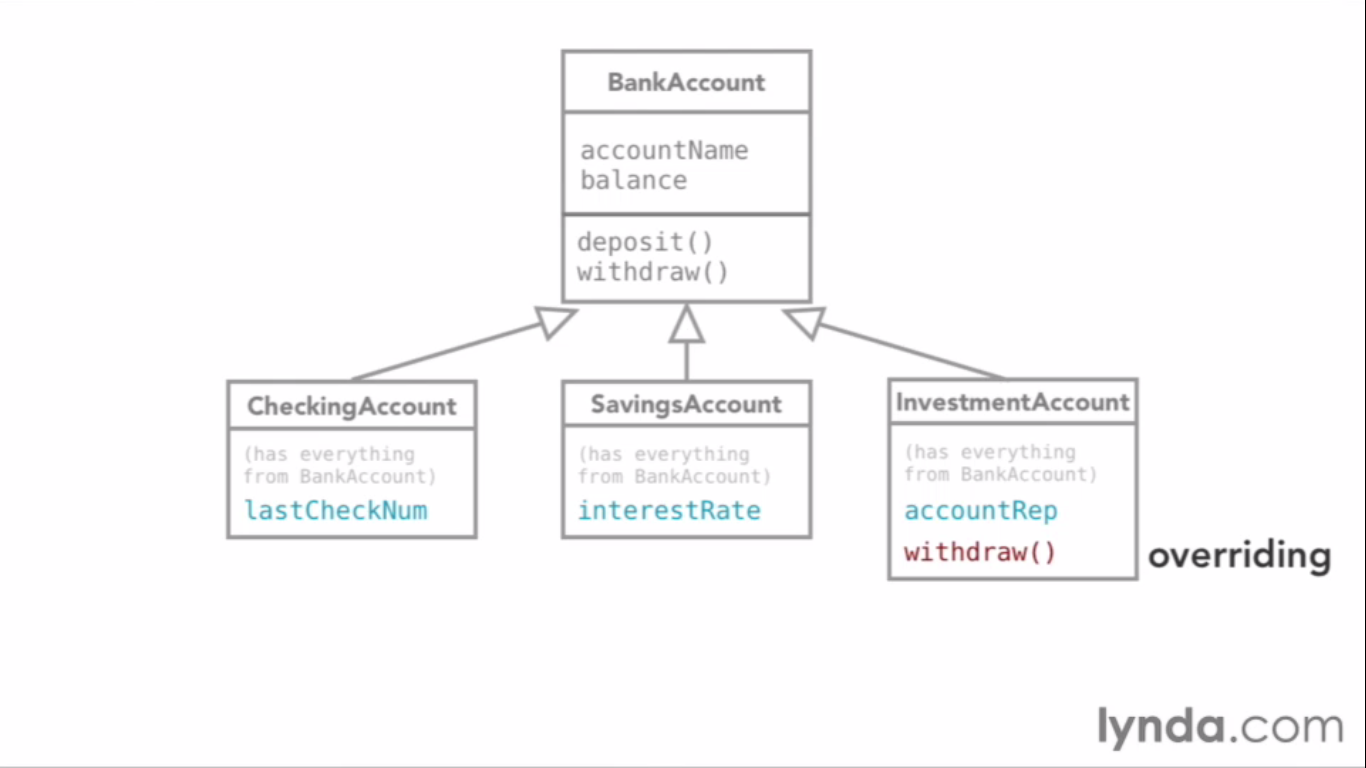 BankAccount
accountName
balance
deposit()
withdraw()
CheckingAccount
(has everything
from BankAccount)
lastCheckNum
SavingsAccount
(has everything
from BankAccount)
interestRate
InvestmentAccount
(has everything
from BankAccount)
accountRep
withdraw()
overriding
lynda.com